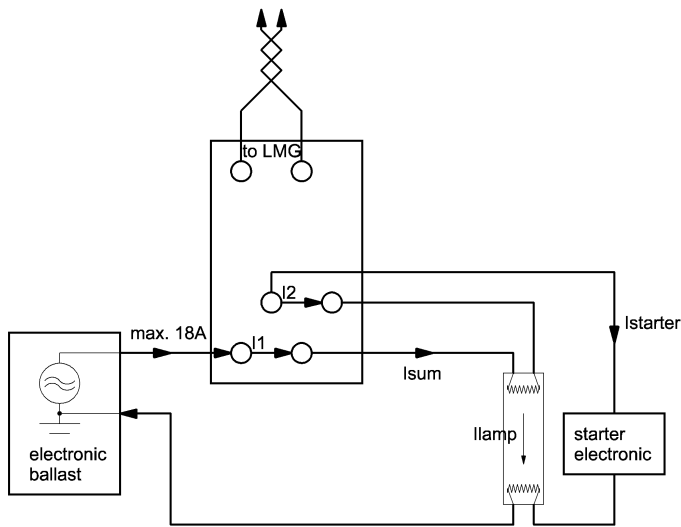 to LMG
I2
Istarter
max. 18A
I1
Isum
Ilamp
starter
electronic
electronic
ballast